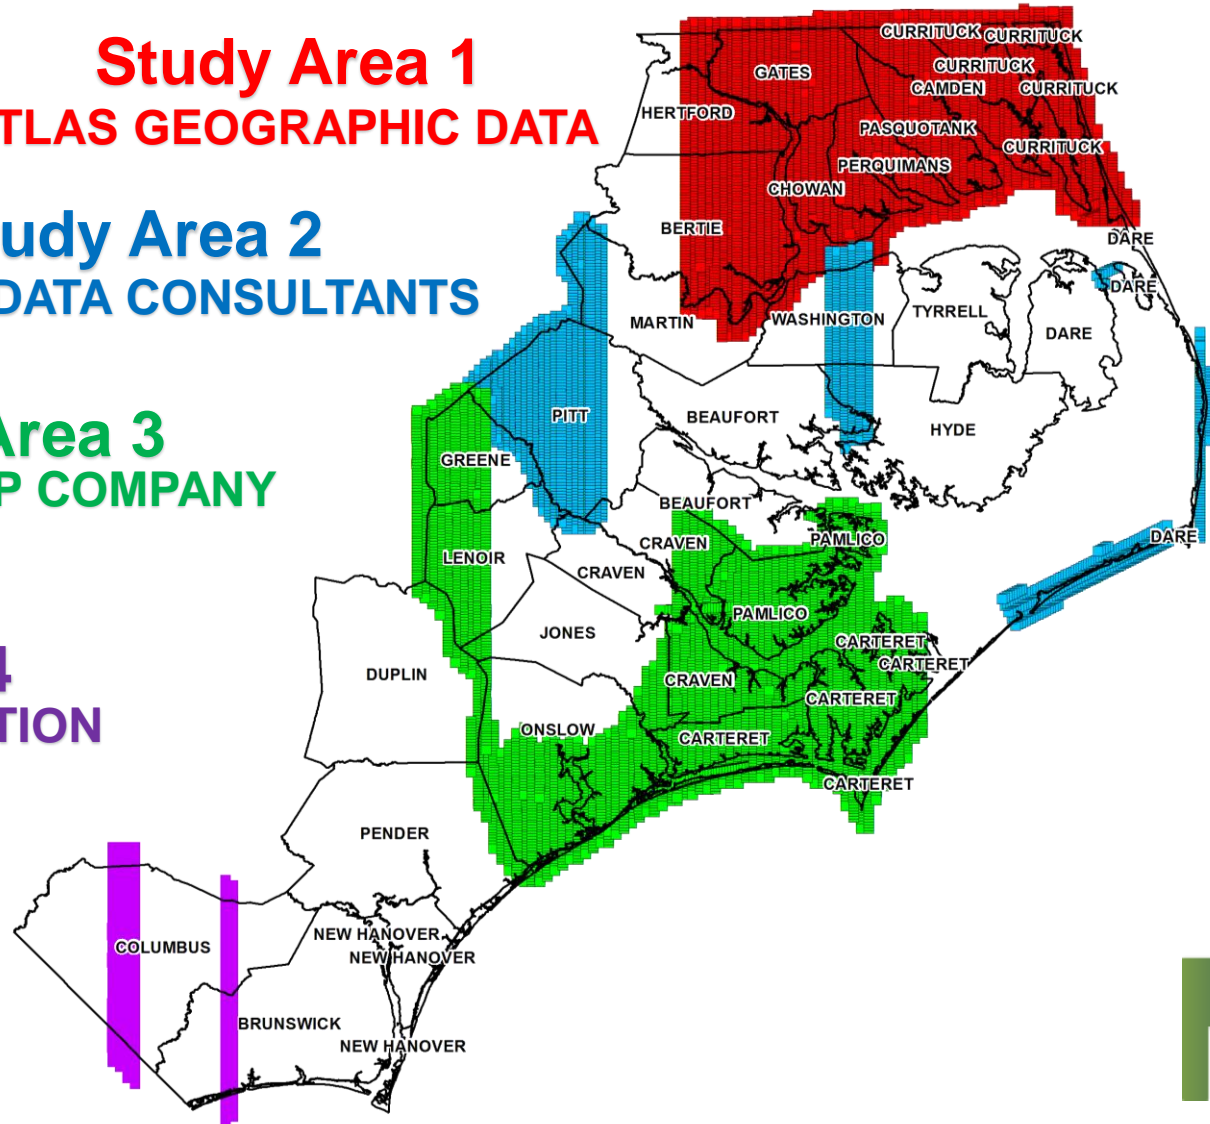 Study Area 1
TLAS GEOGRAPHIC DATA
udy Area 2
DATA CONSULTANTS
Area 3
P COMPANY
4
TION
CURRITUCK
CURRITUCK
GATES
CURRITUCK
CAMDEN
CURRITUCK
HERTFORD
PASQUOTANK
CURRITUCK
PERQUIMANS
CHOWAN
BERTIE
DARE
DARE
MARTIN
WASHINGTON
TYRRELL
DARE
PITT
BEAUFORT
HYDE
GREENE
BEAUFORT
CRAVEN
PAMLICO
DARE
LENOIR
CRAVEN
PAMLICO
JONES
CARTERET
CARTERET
DUPLIN
CRAVEN
CARTERET
ONSLOW
CARTERET
CARTERET
PENDER
NEW HANOVER
COLUMBUS
NEW HANOVER
BRUNSWICK
NEW HANOVER